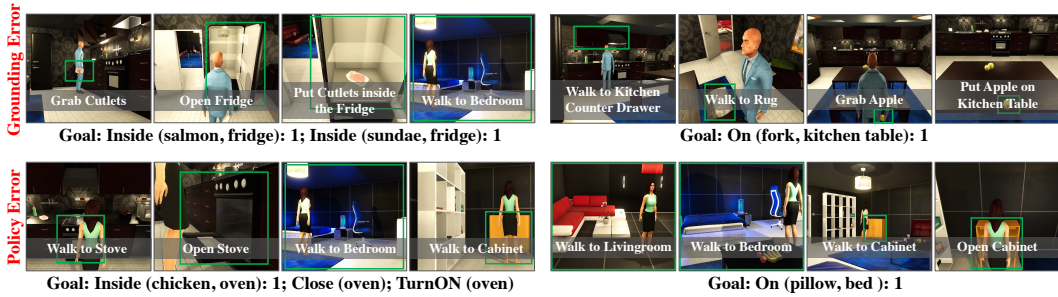 Grounding Error
Grab Cutlets
Open Fridge
Put Cutlets inside
the Fridge
Walk to Bedroom
Goal: Inside (salmon, fridge): 1; Inside (sundae, fridge): 1
Walk to Kitchen
Counter Drawer
Walk to Rug
Grab Apple
Put Apple on
Kitchen Table
Goal: On (fork, kitchen table): 1
Policy Error
Walk to Stove
Open Stove
Walk to Bedroom
Walk to Cabinet
Goal: Inside (chicken, oven): 1; Close (oven); TurnON (oven)
Walk to Livingroom
Walk to Bedroom
Walk to Cabinet
Open Cabinet
Goal: On (pillow, bed ): 1